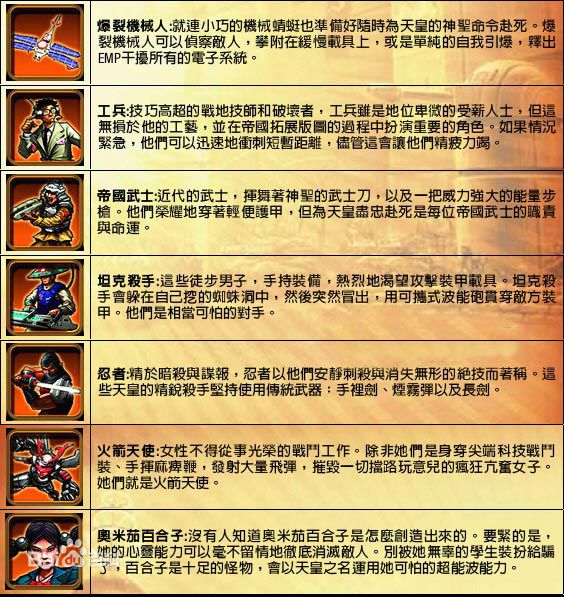 爆裂機械人:就連小巧的機械蜻蜓也準備好隨時為天皇的神聖命令赴死。爆
裂機械人可以偵察敵人，攀附在緩慢載具上，或是單純的自我引爆，釋出
EMP干擾所有的電子系統。
工兵:技巧高超的戰地技師和破壞者，工兵雖是地位卑微的受薪人士，但這
無損於他的工藝，並在帝國拓展版圖的過程中扮演重要的角色。如果情況
緊急，他們可以迅速地衝刺短暫距離，儘管這會讓他們精疲力竭。
帝國武士:近代的武士，揮舞著神聖的武士刀，以及一把威力強大的能量步
槍。他們榮耀地穿著輕便護甲，但為天皇盡忠赴死是每位帝國武士的職責
與命運。
坦克殺手:這些徒步男子，手持裝備，熱烈地渴望攻擊裝甲載具。坦克殺
手會躲在自己挖的蜘蛛洞中，然後突然冒出，用可攜式波能砲貫穿敵方裝
甲。他們是相當可怕的對手。
忍者:精於暗殺與諜報，忍者以他們安靜刺殺與消失無形的絕技而著稱。這
些天皇的精銳殺手堅持使用傳統武器：手裡劍、煙霧彈以及長劍。
火箭天使:女性不得從事光榮的戰鬥工作。除非她們是身穿尖端科技戰鬥
裝、手揮麻痺鞭，發射大量飛彈，摧毀一切擋路玩意兒的瘋狂亢奮女子。
她們就是火箭天使。
奧米茄百合子:沒有人知道奧米茄百合子是怎麼創造出來的。要緊的是，
她的心靈能力可以毫不留情地徹底消滅敵人。別被她無辜的學生裝扮給騙
了，百合子是十足的怪物，會以天皇之名運用她可怕的超能波能力。
Bai 百科